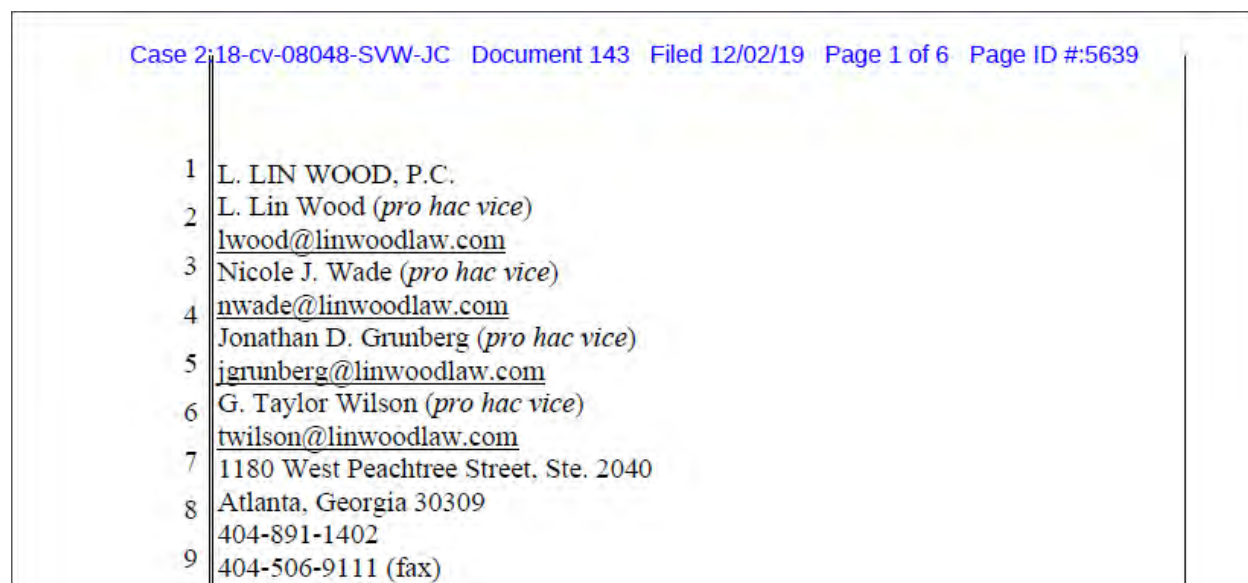 Case 2:18-cv-08048-SVW-JC Document 143 Filed 12/02/19 Page 1 of 6 Page ID #:5639
1 L. LIN WOOD, P.C.
L. Lin Wood (pro hac vice)
2
lwood@linwoodlaw.com
3 Nicole J. Wade (pro hac vice)
nwade@linwoodlaw.com
4
Jonathan D. Grunberg (pro hac vice)
5 jgrunberg@linwoodlaw.com
6 G. Taylor Wilson (pro hac vice)
twilson@linwoodlaw.com
7 1180 West Peachtree Street, Ste. 2040
8 Atlanta, Georgia 30309
404-891-1402
9 404-506-9111 (fax)